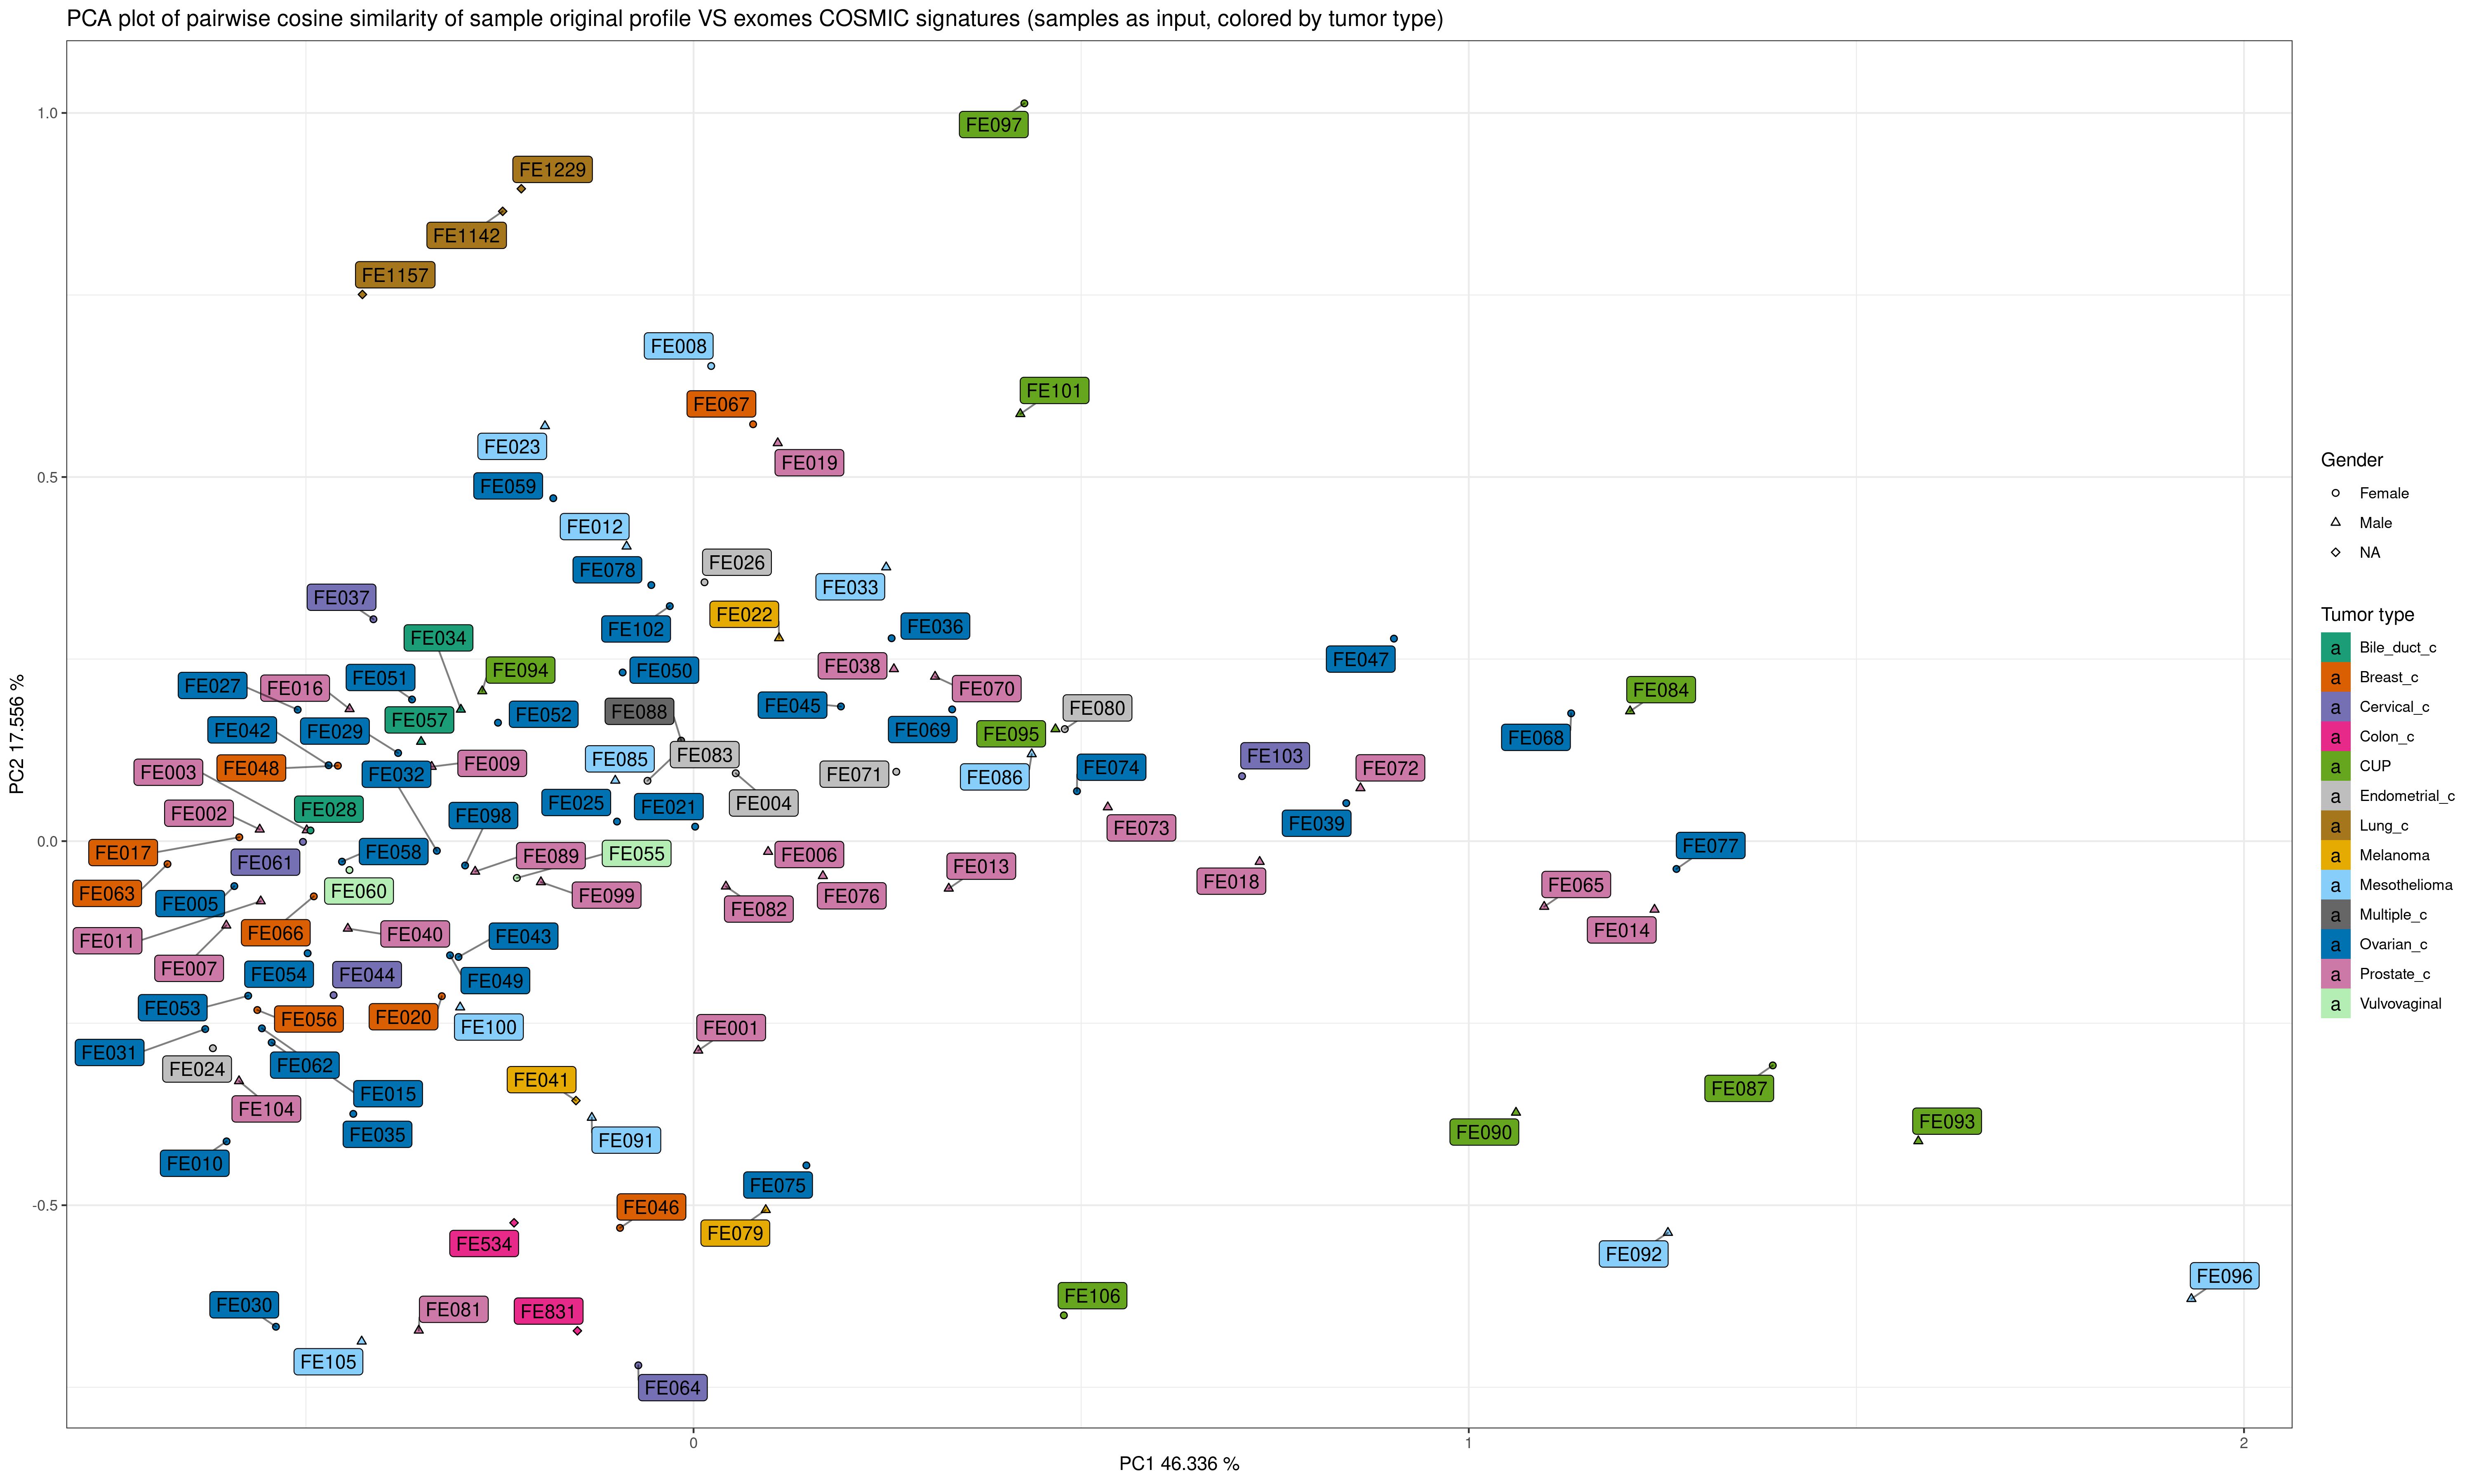 PCA plot of pairwise cosine similarity of sample original profile VS exomes COSMIC signatures (samples as input, colored by tumor type)
1.0
0.5
0.0
-0.5
PC2 17.556 %
FE097
FE1229
FE1142
FE1157
FE008
FE101
FE067
FE023
FE019
FE059
FE012
FE026
FE078
FE033
FE037
FE022
FE102
FE036
FE034
FE047
FE094
FE050
FE038
FE051
FE027
FE016
FE070
FE084
FE045
FE080
FE088
FE052
FE057
FE042
FE029
FE069
FE095
FE068
FE083
FE103
FE085
FE009
FE048
FE074
FE072
FE003
FE032
FE071
FE086
FE004
FE025
FE021
FE028
FE002
FE098
FE039
FE073
FE077
FE017
FE058
FE055
FE089
FE006
FE061
FE013
FE018
FE065
FE063
FE060
FE099
FE076
FE005
FE082
FE014
FE066
FE040
FE043
FE011
FE007
FE054
FE044
FE049
FE053
FE056
FE020
FE100
FE001
FE031
FE062
FE024
FE041
FE087
FE015
FE104
FE093
FE035
FE090
FE091
FE010
FE075
FE046
FE079
FE534
FE092
FE096
FE106
FE030
FE081
FE831
FE105
FE064
0
1
2
PC1 46.336 %
Gender
Female
Male
NA
Tumor type
a Bile_duct_c
a Breast_c
a Cervical_c
a Colon_c
a CUP
a Endometrial_c
a Lung_c
a Melanoma
a Mesothelioma
a Multiple_c
a Ovarian_c
a Prostate_c
a Vulvovaginal